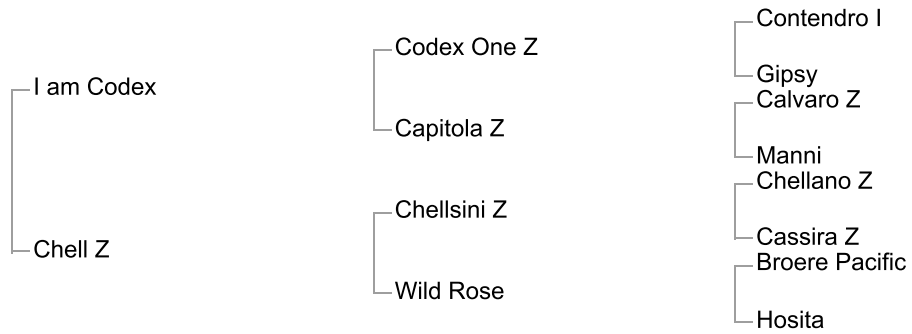 Contendro I
Codex One Z
Gipsy
I am Codex
Calvaro Z
Capitola Z
Manni
Chellano Z
Chellsini Z
Cassira Z
Chell Z
Broere Pacific
Wild Rose
Hosita